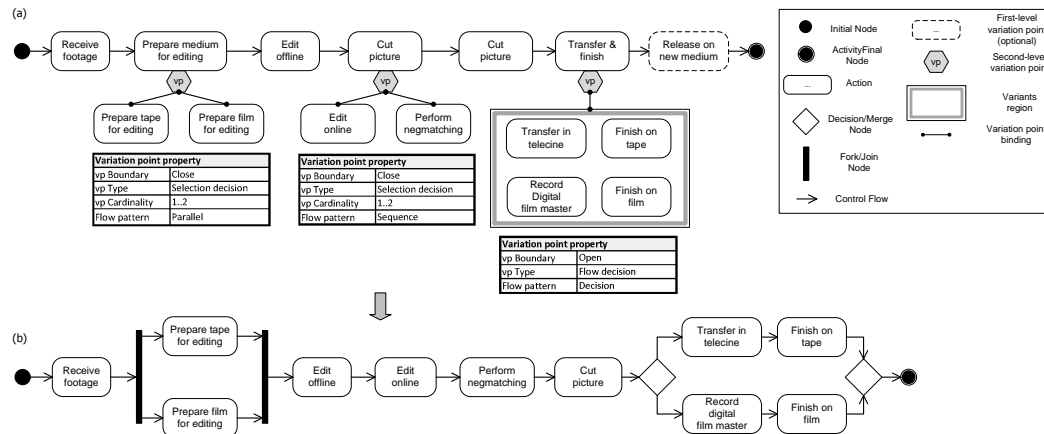 (a)
Receive
footage
Prepare medium
for editing
Edit
offline
Cut
picture
Cut
picture
Transfer &
finish
Release on
new medium
vp
vp
vp
Prepare tape
for editing
Prepare film
for editing
Edit
online
Perform
negmatching
Transfer in
telecine
Finish on
tape
Record
Digital
film master
Finish on
film
Variation point property
vp Boundary Close
vp Type Selection decision
vp Cardinality 1..2
Flow pattern Parallel
Variation point property
vp Boundary Close
vp Type Selection decision
vp Cardinality 1..2
Flow pattern Sequence
Variation point property
vp Boundary Open
vp Type Flow decision
Flow pattern Decision
Initial Node
ActivityFinal
Node
...
Action
Decision/Merge
Node
Fork/Join
Node
Control Flow
...
First-level
variation point
(optional)
vp
Second-level
variation point
Variants
region
Variation point
binding
(b)
Receive
footage
Prepare tape
for editing
Prepare film
for editing
Edit
offline
Edit
online
Perform
negmatching
Cut
picture
Transfer in
telecine
Finish on
tape
Record
digital
film master
Finish on
film